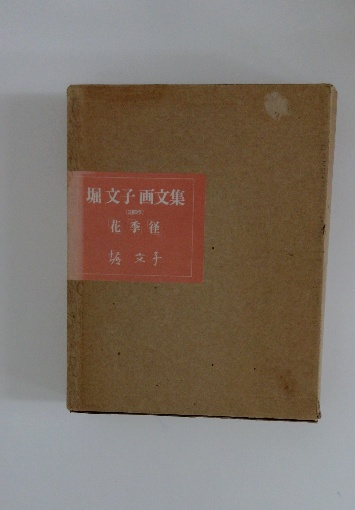 堀 文子 画文集
花 季 径
堀 文子